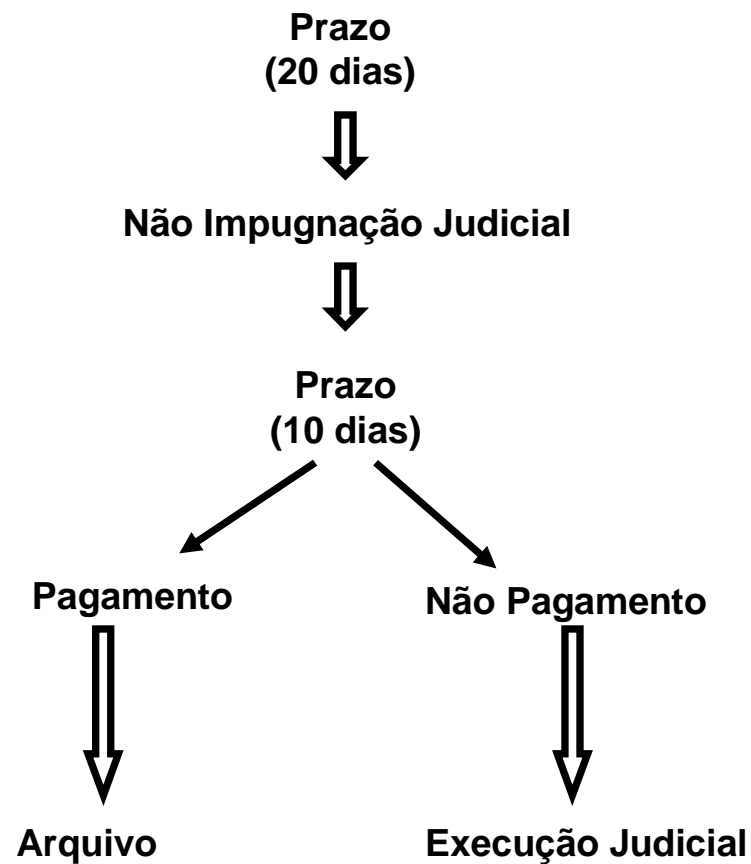 Prazo
(20 dias)
Não Impugnação Judicial
Prazo
(10 dias)
Pagamento
Não Pagamento
Arquivo
Execução Judicial